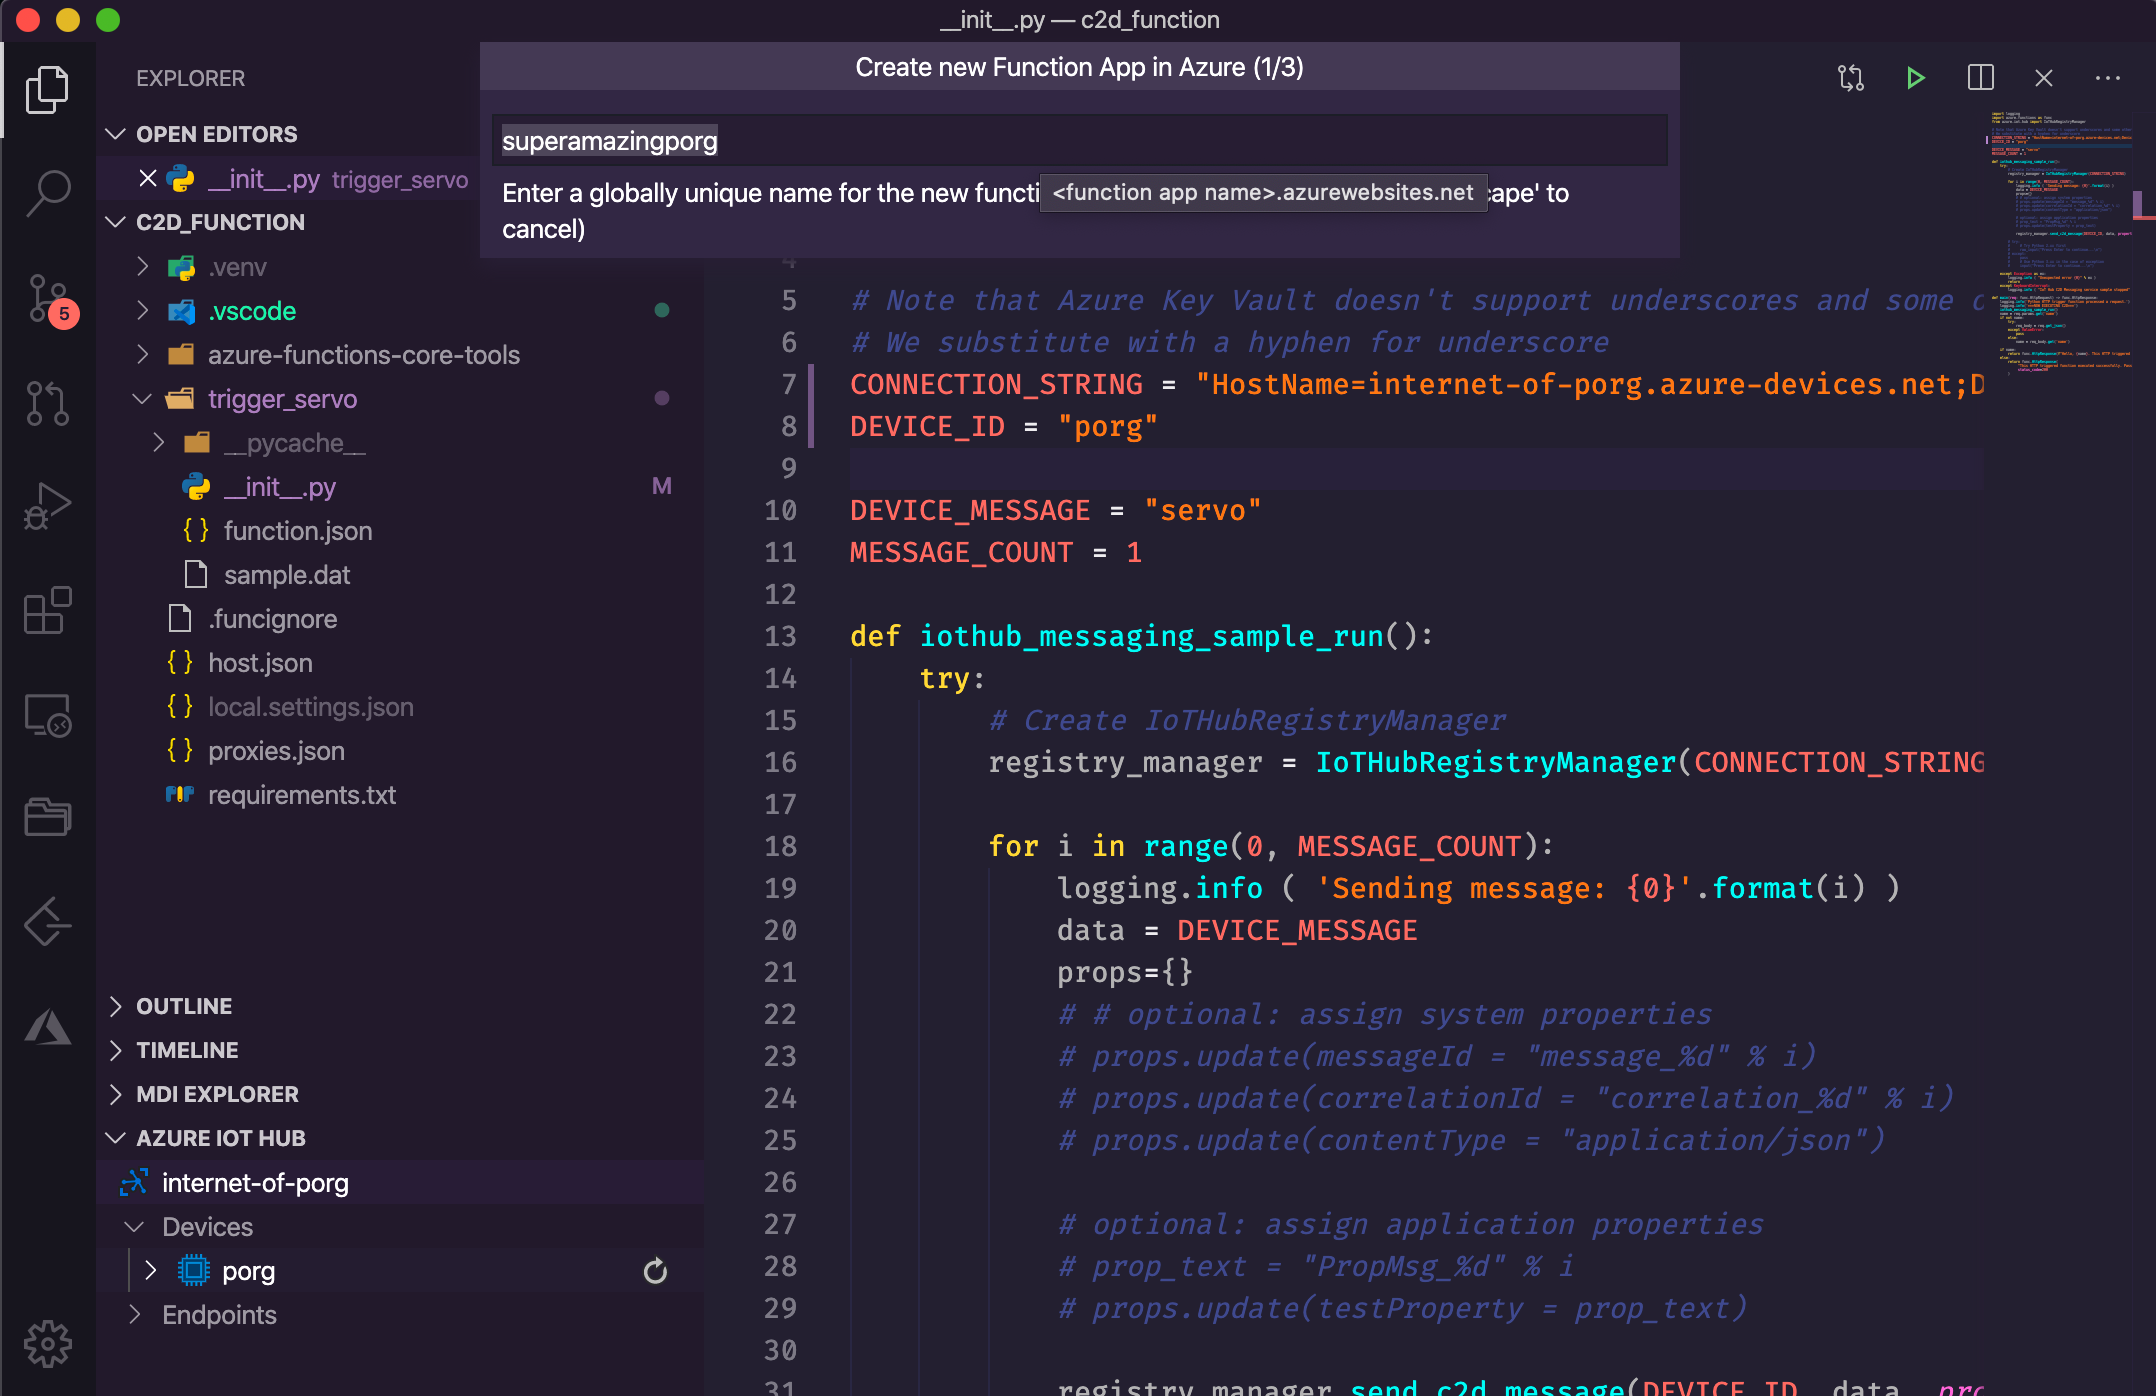 __init__.py — c2d_function
EXPLORER
OPEN EDITORS
__init__.py trigger_servo
C2D_FUNCTION
.venv
.vscode
azure-functions-core-tools
trigger_servo
__pycache__
__init__.py M
function.json
sample.dat
.funcignore
host.json
local.settings.json
proxies.json
requirements.txt
5
OUTLINE
TIMELINE
MDI EXPLORER
AZURE IOT HUB
internet-of-porg
Devices
porg
Endpoints
Create new Function App in Azure (1/3)
superamazingporg
Enter a globally unique name for the new functi <function app name>.azurewebsites.net cape' to
cancel)
4
5 # Note that Azure Key Vault doesn't support underscores and some
6 # We substitute with a hyphen for underscore
7 CONNECTION_STRING = "HostName=internet-of-porg.azure-devices.net;D
8 DEVICE_ID = "porg"
9
10 DEVICE_MESSAGE = "servo"
11 MESSAGE_COUNT = 1
12
13 def iothub_messaging_sample_run():
14 try:
15 # Create IoTHubRegistryManager
16 registry_manager = IoTHubRegistryManager(CONNECTION_STRING
17
18 for i in range(0, MESSAGE_COUNT):
19 logging.info ( 'Sending message: {0}'.format(i) )
20 data = DEVICE_MESSAGE
21 props={}
22 # # optional: assign system properties
23 # props.update(messageId = "message_%d" % i)
24 # props.update(correlationId = "correlation_%d" % i)
25 # props.update(contentType = "application/json")
26
27 # optional: assign application properties
28 # prop_text = "PropMsg_%d" % i
29 # props.update(testProperty = prop_text)
30
31 registry_manager.send_c2d_message(DEVICE_ID, data, pro